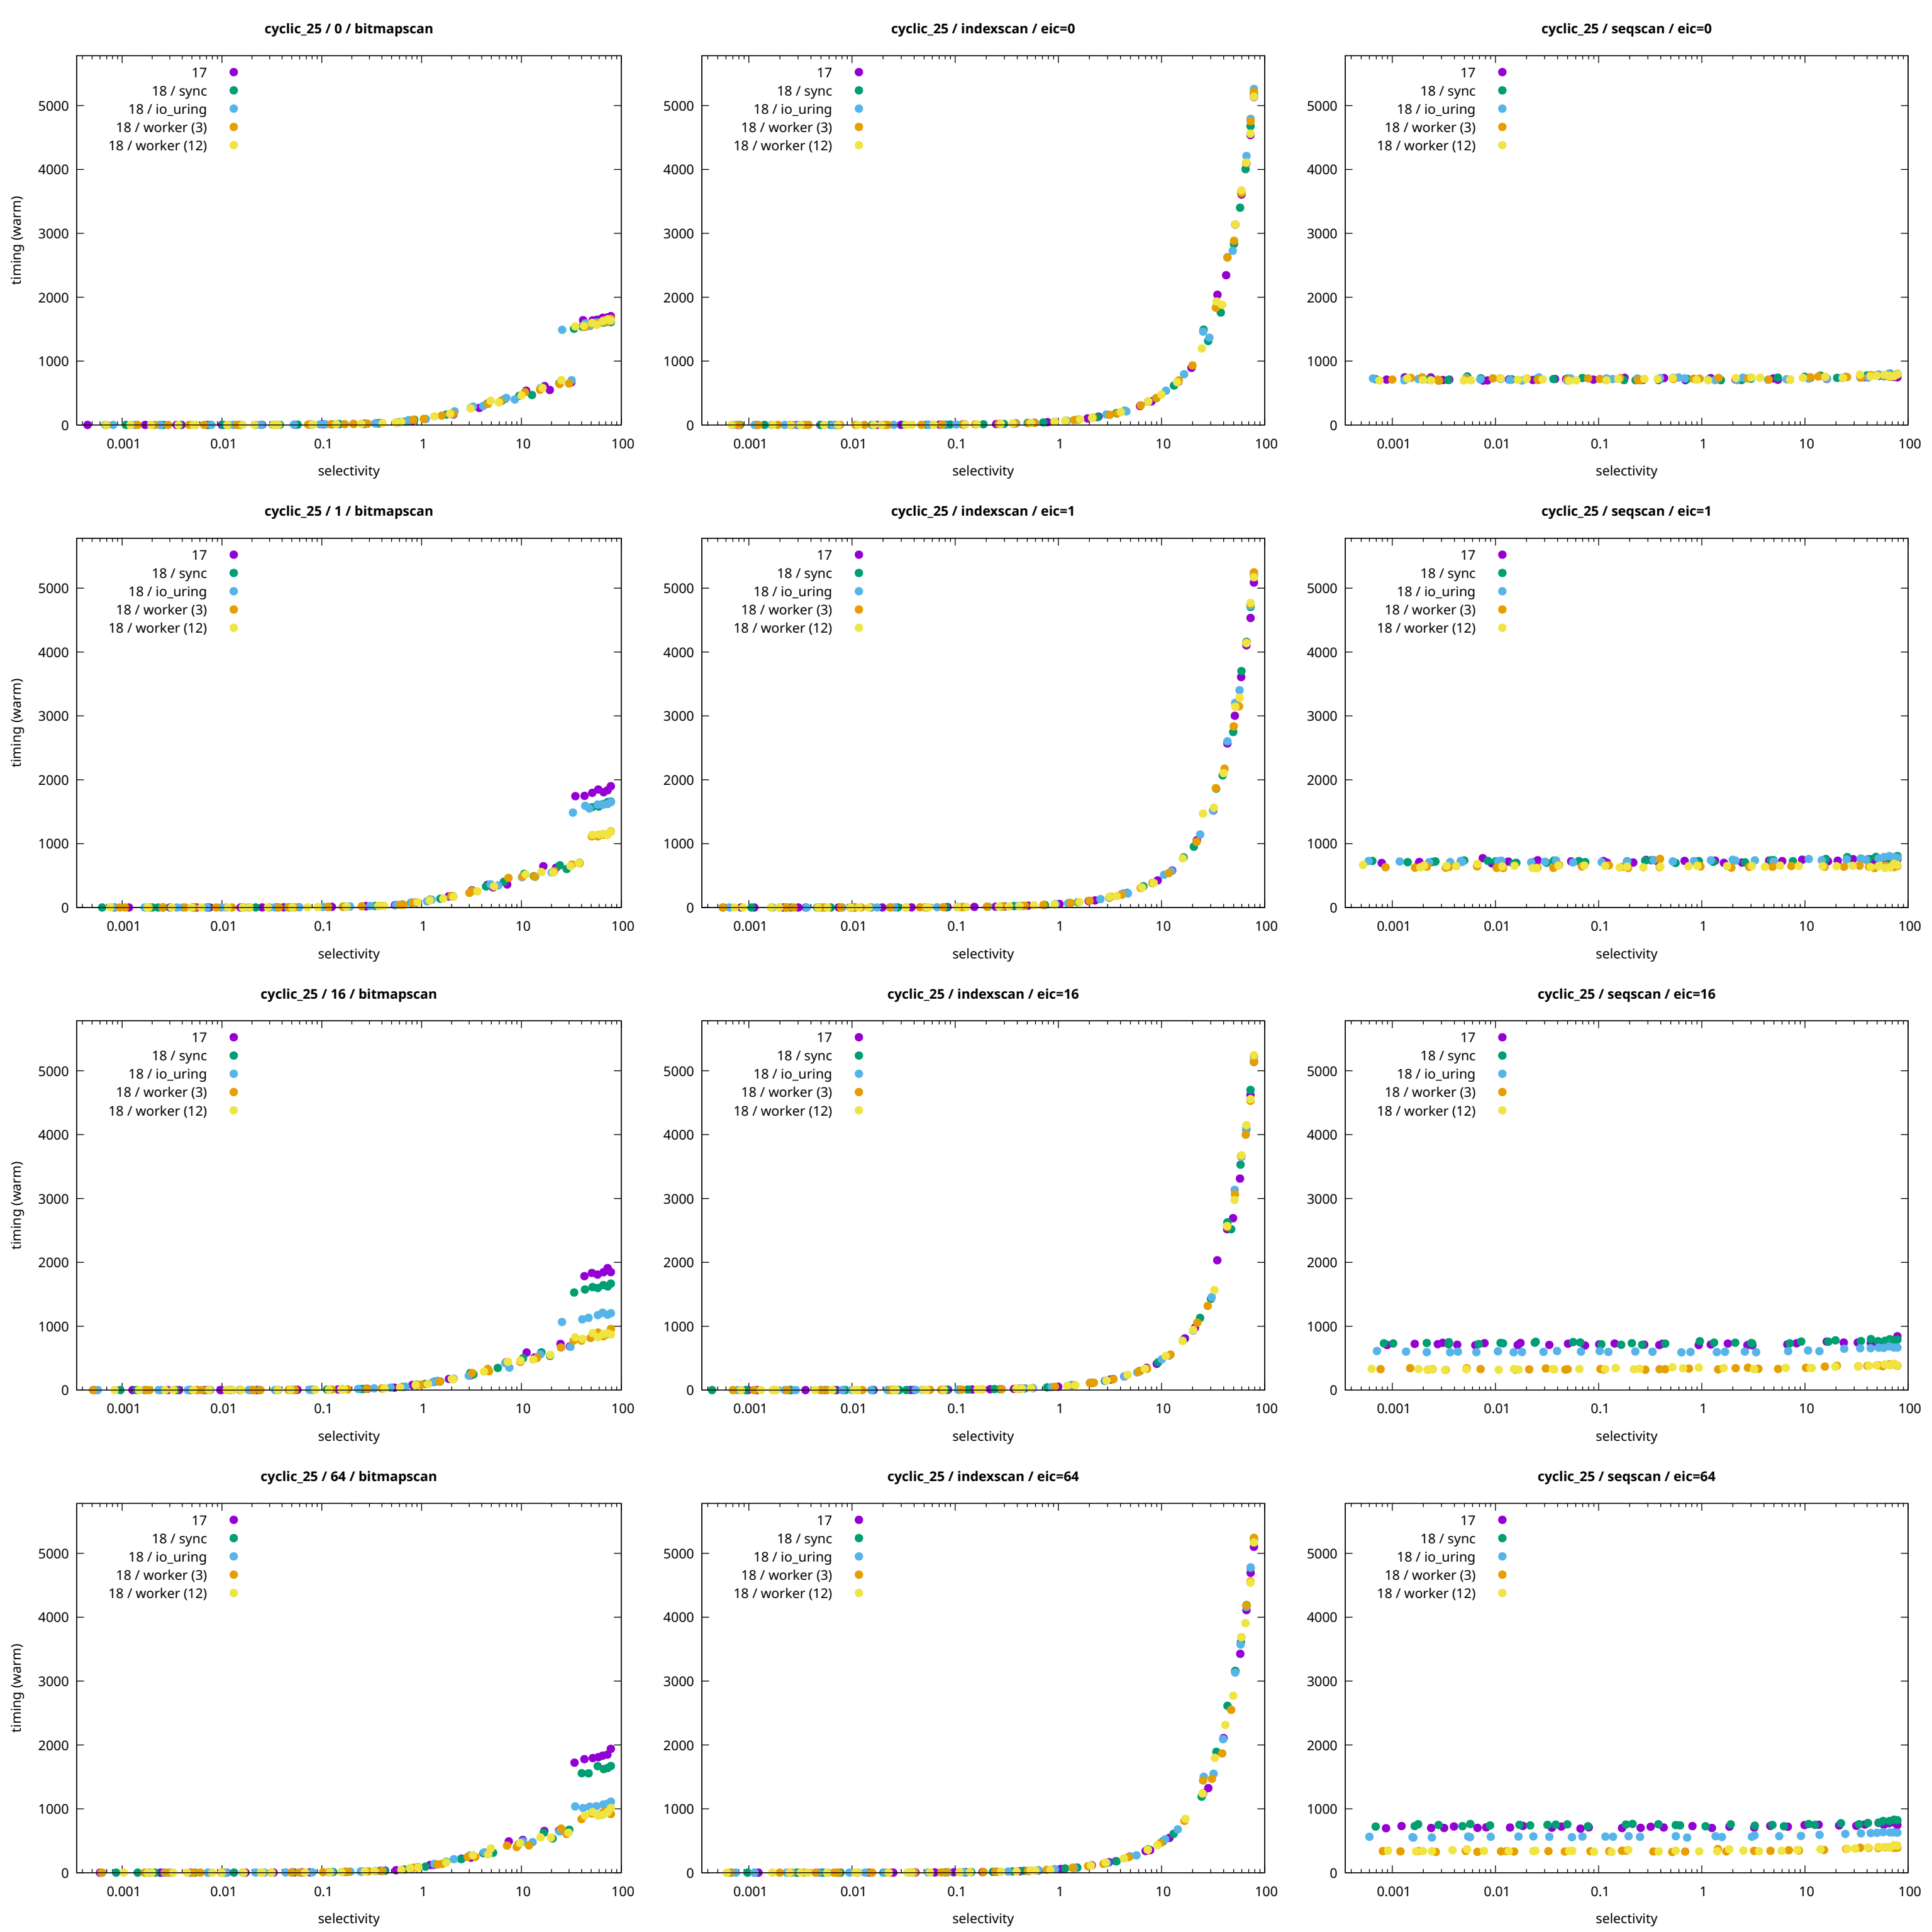 cyclic_25 / 0 / bitmapscan
timing (warm)
5000
4000
3000
2000
1000
0
17
18 / sync
18 / io_uring
18 / worker (3)
18 / worker (12)
0.001 0.01 0.1 1 10 100
selectivity
cyclic_25 / indexscan / eic=0
5000
4000
3000
2000
1000
0
17
18 / sync
18 / io_uring
18 / worker (3)
18 / worker (12)
0.001 0.01 0.1 1 10 100
selectivity
cyclic_25 / seqscan / eic=0
5000
4000
3000
2000
1000
0
17
18 / sync
18 / io_uring
18 / worker (3)
18 / worker (12)
0.001 0.01 0.1 1 10 100
selectivity
cyclic_25 / 1 / bitmapscan
timing (warm)
5000
4000
3000
2000
1000
0
17
18 / sync
18 / io_uring
18 / worker (3)
18 / worker (12)
0.001 0.01 0.1 1 10 100
selectivity
cyclic_25 / indexscan / eic=1
5000
4000
3000
2000
1000
0
17
18 / sync
18 / io_uring
18 / worker (3)
18 / worker (12)
0.001 0.01 0.1 1 10 100
selectivity
cyclic_25 / seqscan / eic=1
5000
4000
3000
2000
1000
0
17
18 / sync
18 / io_uring
18 / worker (3)
18 / worker (12)
0.001 0.01 0.1 1 10 100
selectivity
cyclic_25 / 16 / bitmapscan
timing (warm)
5000
4000
3000
2000
1000
0
17
18 / sync
18 / io_uring
18 / worker (3)
18 / worker (12)
0.001 0.01 0.1 1 10 100
selectivity
cyclic_25 / indexscan / eic=16
5000
4000
3000
2000
1000
0
17
18 / sync
18 / io_uring
18 / worker (3)
18 / worker (12)
0.001 0.01 0.1 1 10 100
selectivity
cyclic_25 / seqscan / eic=16
5000
4000
3000
2000
1000
0
17
18 / sync
18 / io_uring
18 / worker (3)
18 / worker (12)
0.001 0.01 0.1 1 10 100
selectivity
cyclic_25 / 64 / bitmapscan
timing (warm)
5000
4000
3000
2000
1000
0
17
18 / sync
18 / io_uring
18 / worker (3)
18 / worker (12)
0.001 0.01 0.1 1 10 100
selectivity
cyclic_25 / indexscan / eic=64
5000
4000
3000
2000
1000
0
17
18 / sync
18 / io_uring
18 / worker (3)
18 / worker (12)
0.001 0.01 0.1 1 10 100
selectivity
cyclic_25 / seqscan / eic=64
5000
4000
3000
2000
1000
0
17
18 / sync
18 / io_uring
18 / worker (3)
18 / worker (12)
0.001 0.01 0.1 1 10 100
selectivity